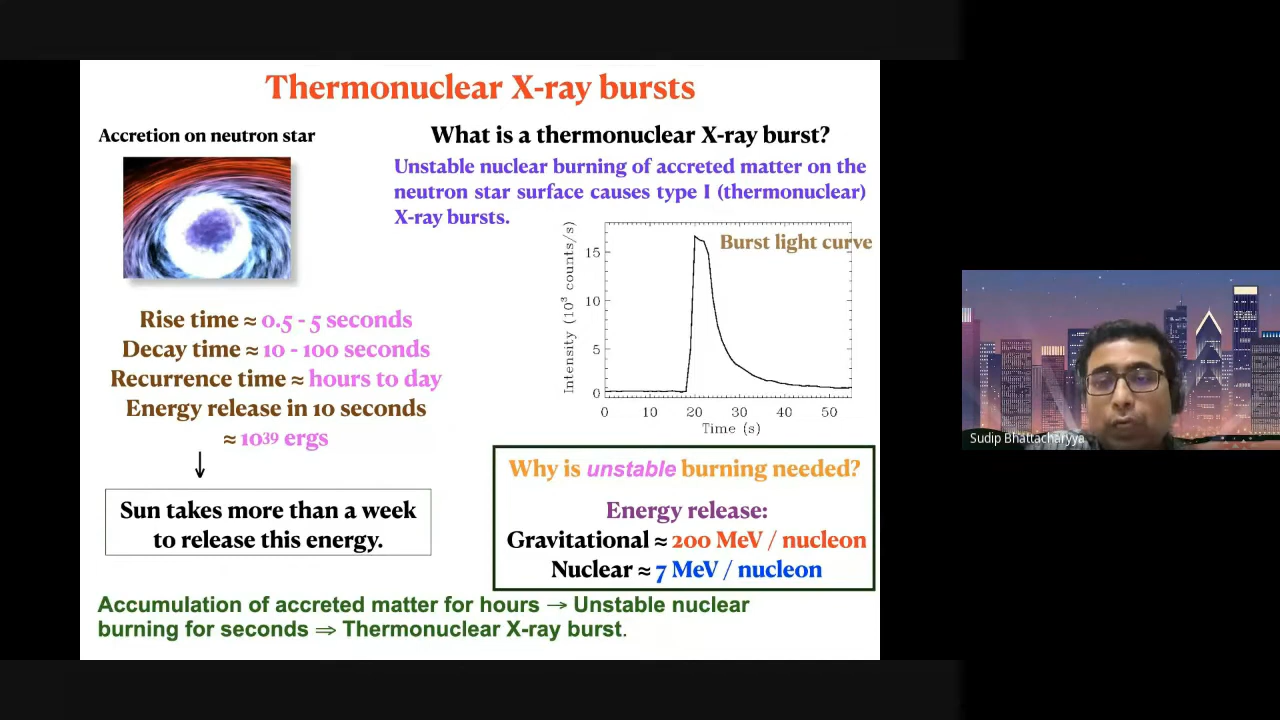 Thermonuclear X-ray bursts
Accretion on neutron star
What is a thermonuclear X-ray burst?
Unstable nuclear burning of accreted matter on the
neutron star surface causes type I (thermonuclear)
X-ray bursts.
Burst light curve
Intensity (10³ counts/s)
15
10
5
0
0 10 20 30 40 50
Time (s)
Rise time ≈ 0.5 - 5 seconds
Decay time ≈ 10 - 100 seconds
Recurrence time ≈ hours to day
Energy release in 10 seconds
≈ 10³⁹ ergs
↓
Sun takes more than a week
to release this energy.
Why is unstable burning needed?
Energy release:
Gravitational ≈ 200 MeV / nucleon
Nuclear ≈ 7 MeV / nucleon
Accumulation of accreted matter for hours → Unstable nuclear
burning for seconds ⇒ Thermonuclear X-ray burst.
Sudip Bhattacharyya